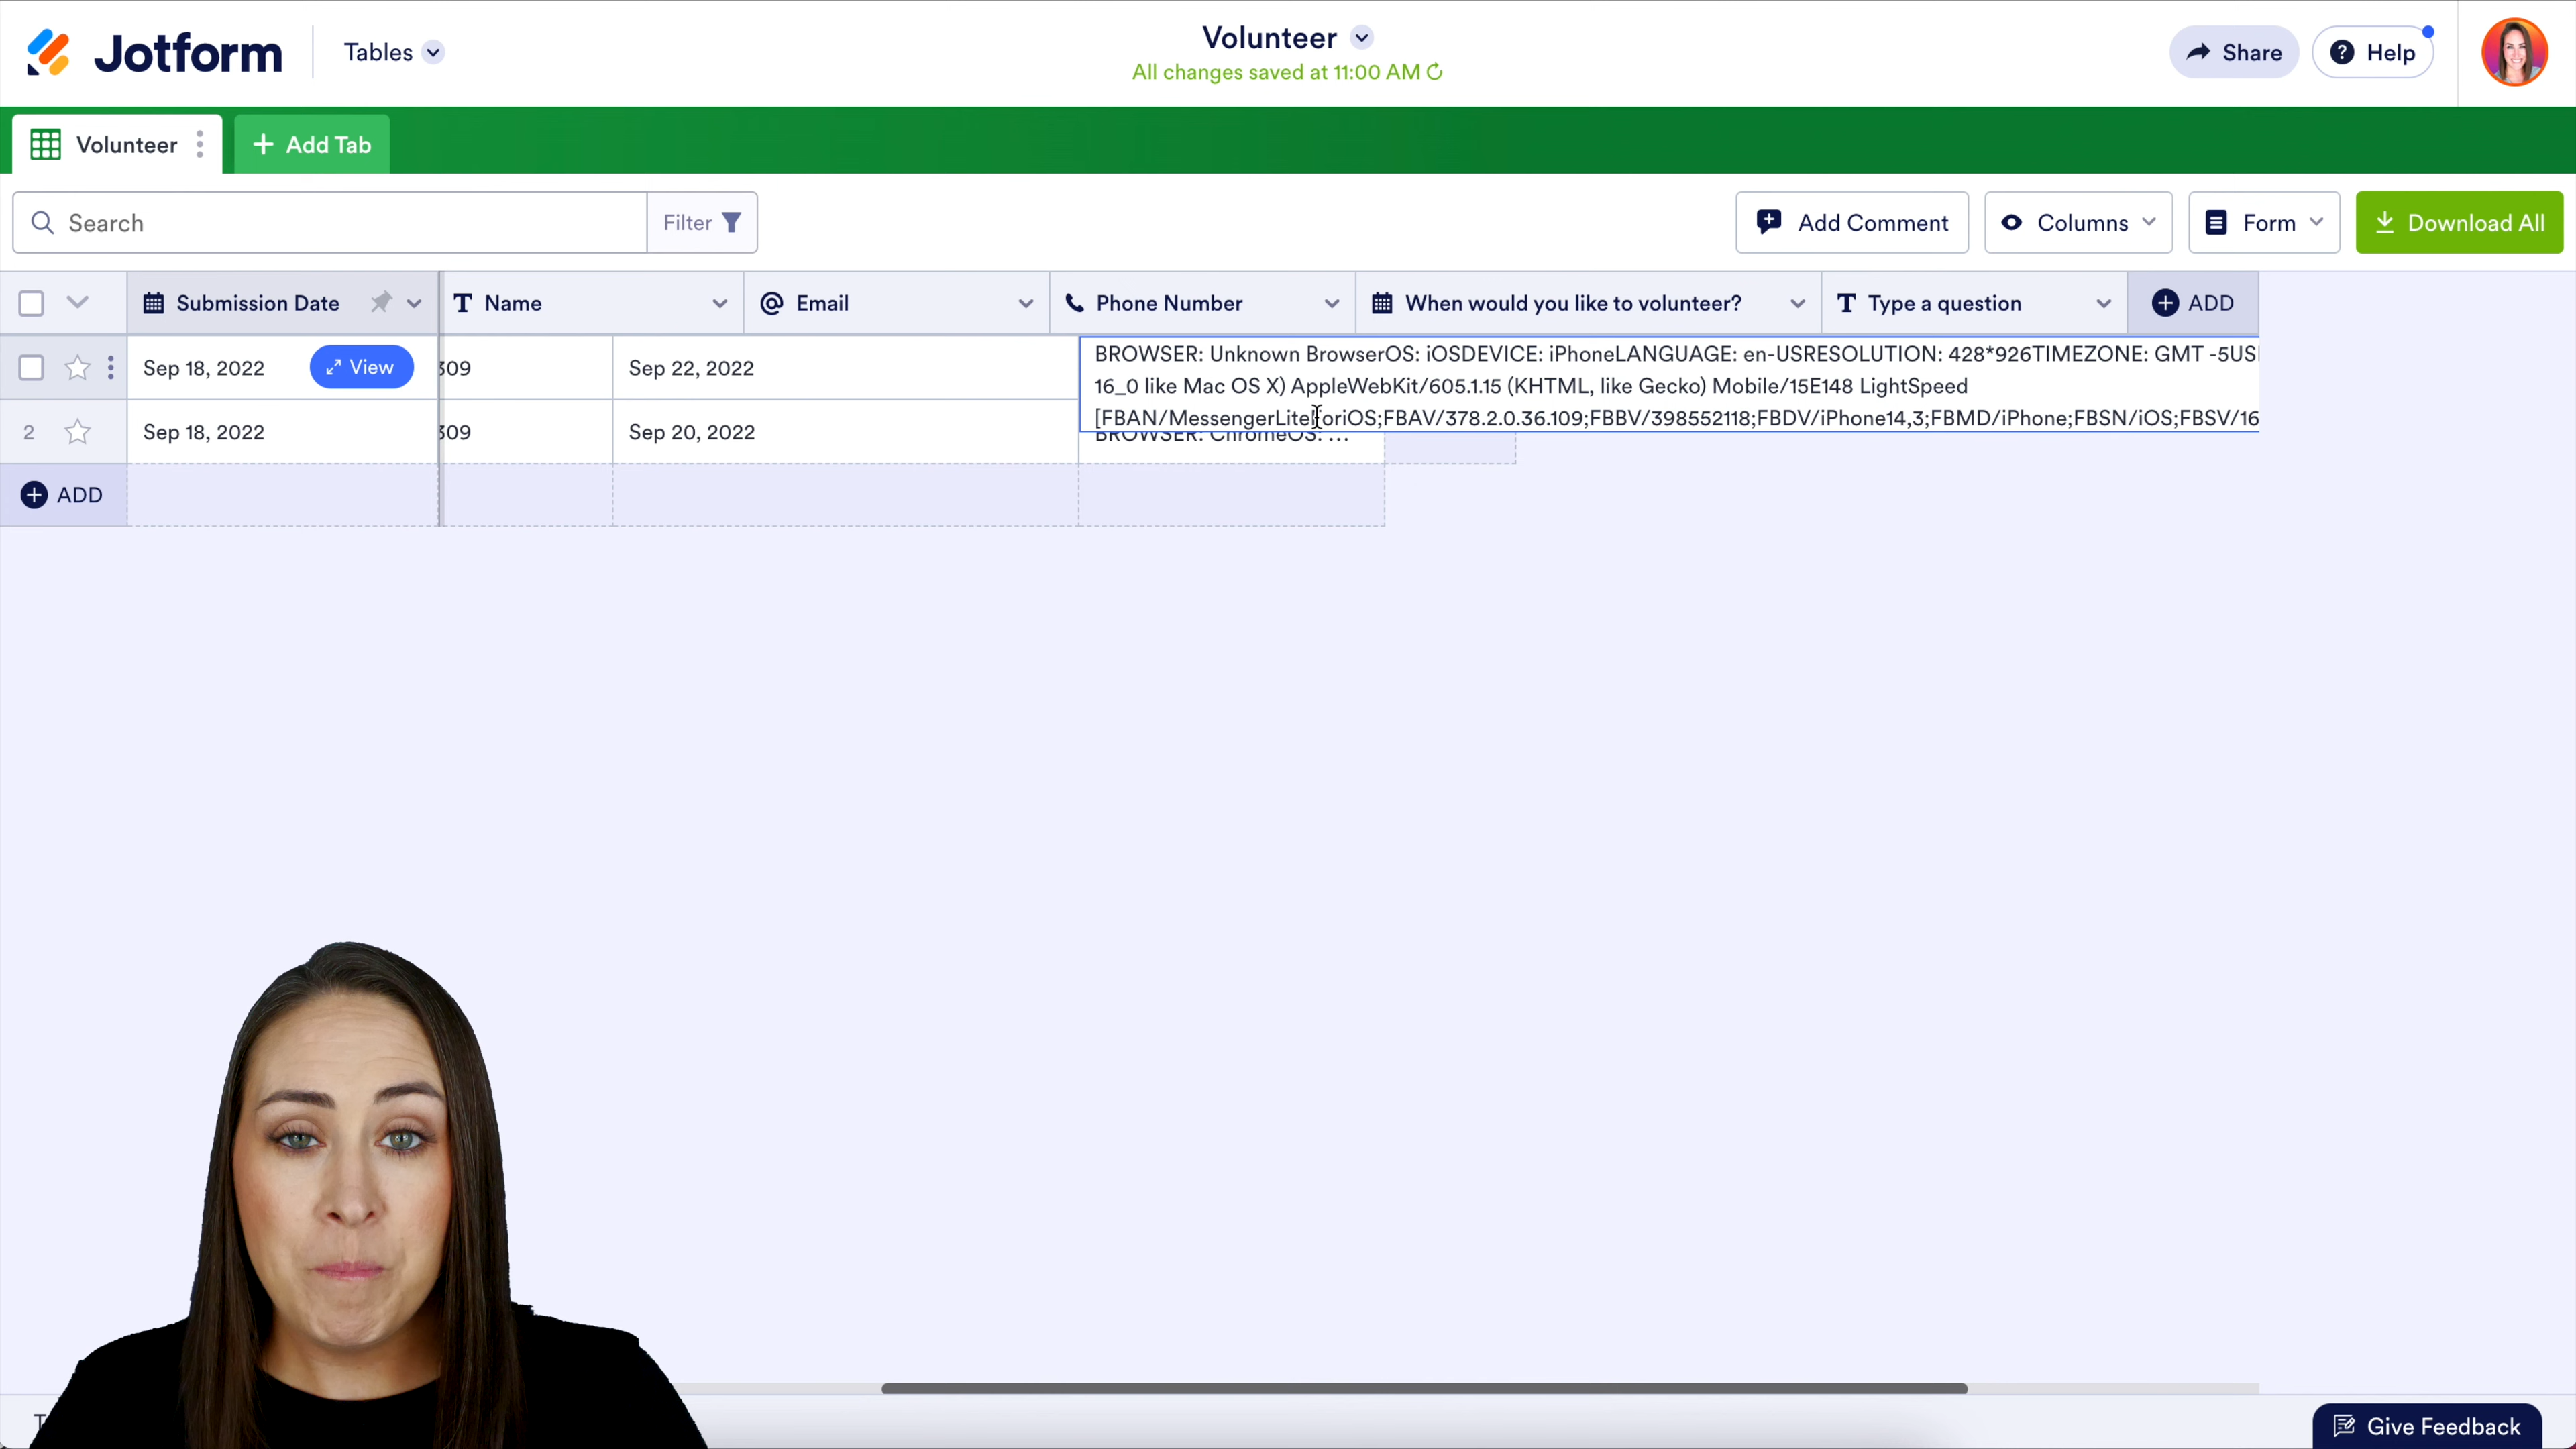 Jotform
Tables
Volunteer
All changes saved at 11:00 AM
Share
Help
Volunteer
+ Add Tab
Search
Filter
Add Comment
Columns
Form
Download All
Submission Date
Name
Email
Phone Number
When would you like to volunteer?
Type a question
ADD
Sep 18, 2022
View
309
Sep 22, 2022
BROWSER: Unknown BrowserOS: iOSDEVICE: iPhoneLANGUAGE: en-USRESOLUTION: 428*926TIMEZONE: GMT -5US
16_0 like Mac OS X) AppleWebKit/605.1.15 (KHTML, like Gecko) Mobile/15E148 LightSpeed
[FBAN/MessengerLiteForiOS;FBAV/378.2.0.36.109;FBBV/398552118;FBDV/iPhone14,3;FBMD/iPhone;FBSN/iOS;FBSV/16
2
Sep 18, 2022
309
Sep 20, 2022
BROWSER: ChromeOS: ...
ADD
Give Feedback